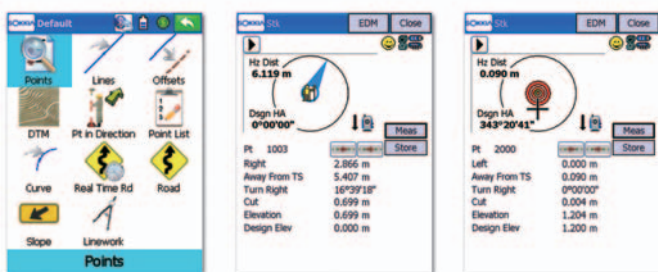 SOKKIA Default
Points
Lines
Offsets
DTM
Pt in Direction
Point List
Curve
Real Time Rd
Road
Slope
Linework
Points
SOKKIA Stk
EDM
Close
Hz Dist
6.119 m
Dsgn HA
0°00'00"
Meas
Pt 1003
Store
Right 2.866 m
Away From TS 5.407 m
Turn Right 16°39'18"
Cut 0.699 m
Elevation 0.699 m
Design Elev 0.000 m
SOKKIA Stk
EDM
Close
Hz Dist
0.090 m
Dsgn HA
343°20'41"
Meas
Pt 2000
Store
Left 0.000 m
Away From TS 0.090 m
Turn Right 0°00'00"
Cut 0.004 m
Elevation 1.204 m
Design Elev 1.200 m